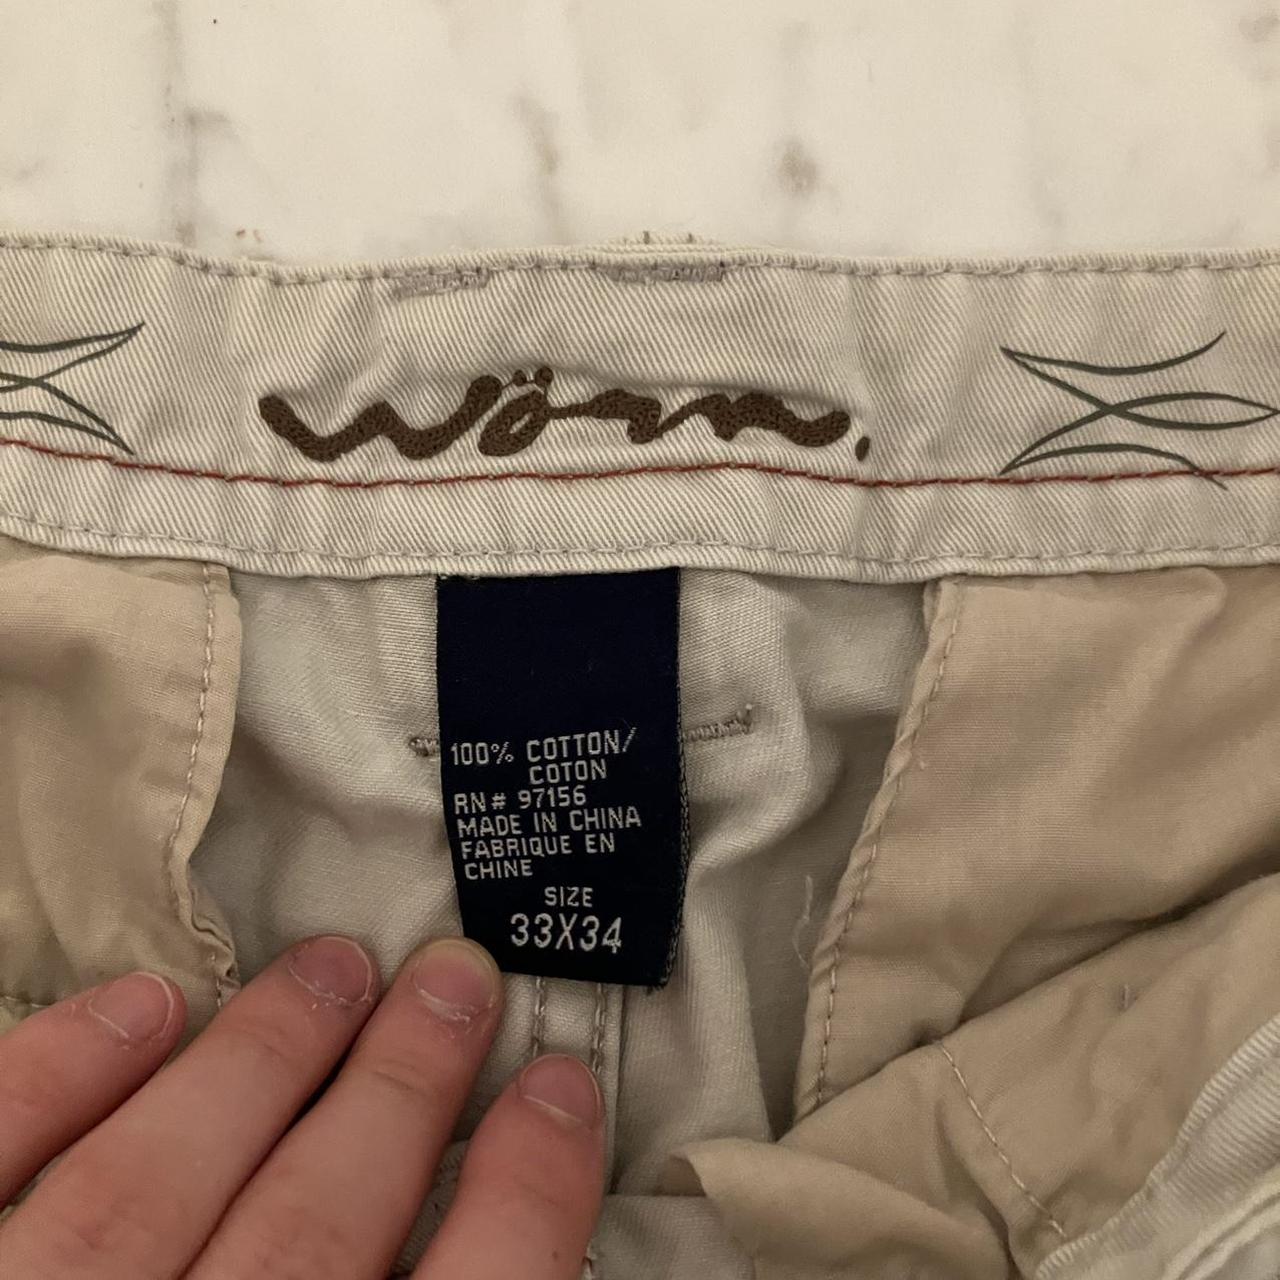 wörn.
100% COTTON/
COTON
RN# 97156
MADE IN CHINA
FABRIQUE EN
CHINE
SIZE
33X34